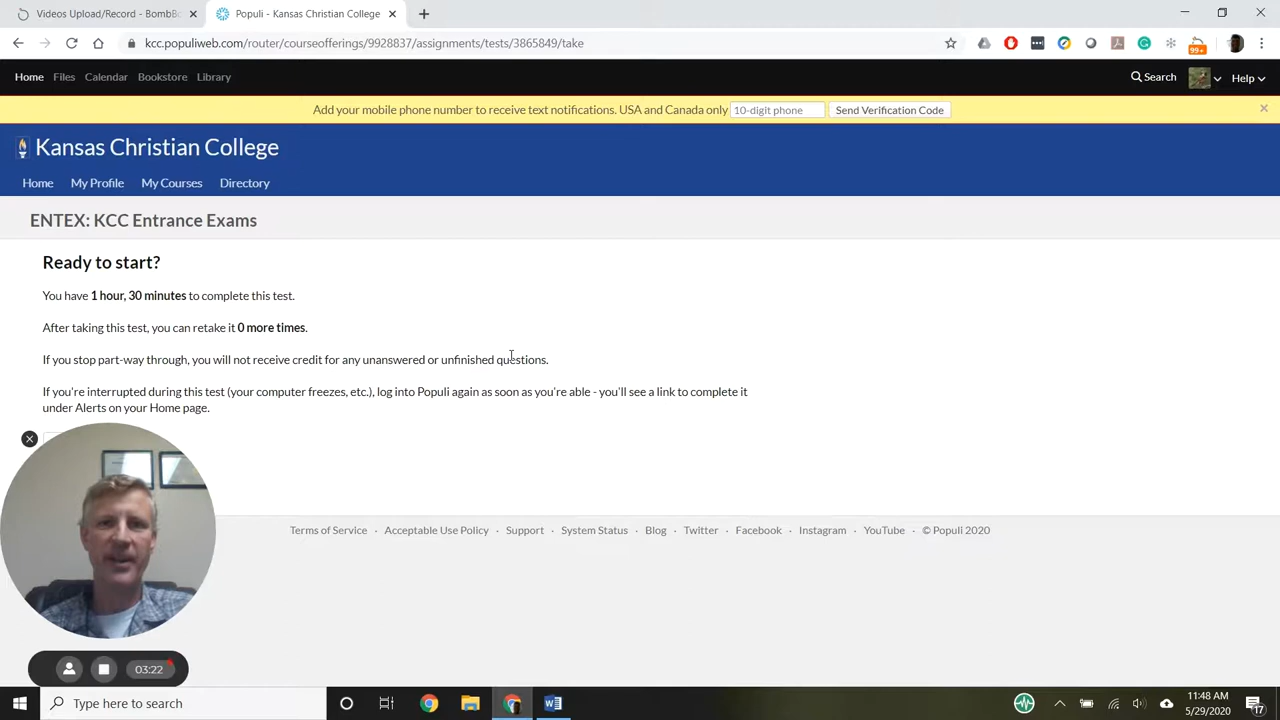 Videos Upload/Record - BombBo
Populi - Kansas Christian College
kcc.populiweb.com/router/courseofferings/9928837/assignments/tests/3865849/take
99+
Home Files Calendar Bookstore Library
Search
Help
Add your mobile phone number to receive text notifications. USA and Canada only 10-digit phone Send Verification Code
Kansas Christian College
Home My Profile My Courses Directory
ENTEX: KCC Entrance Exams
Ready to start?
You have 1 hour, 30 minutes to complete this test.
After taking this test, you can retake it 0 more times.
If you stop part-way through, you will not receive credit for any unanswered or unfinished questions.
If you're interrupted during this test (your computer freezes, etc.), log into Populi again as soon as you're able - you'll see a link to complete it
under Alerts on your Home page.
Terms of Service · Acceptable Use Policy · Support · System Status · Blog · Twitter · Facebook · Instagram · YouTube · © Populi 2020
03:22
Type here to search
11:48 AM
5/29/2020
17